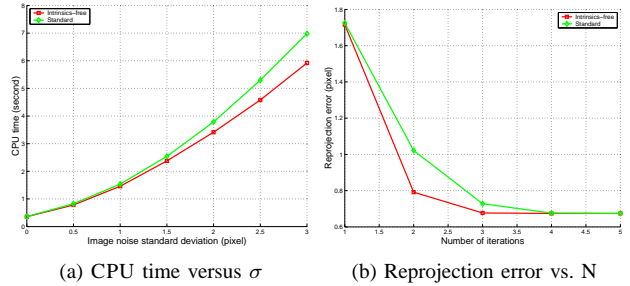 Intrinsics-free
Standard
CPU time (second)
8
7
6
5
4
3
2
1
0
0 0.5 1 1.5 2 2.5 3
Image noise standard deviation (pixel)
(a) CPU time versus σ
Intrinsics-free
Standard
Reprojection error (pixel)
1.8
1.6
1.4
1.2
1
0.8
0.6
1 1.5 2 2.5 3 3.5 4 4.5 5
Number of iterations
(b) Reprojection error vs. N